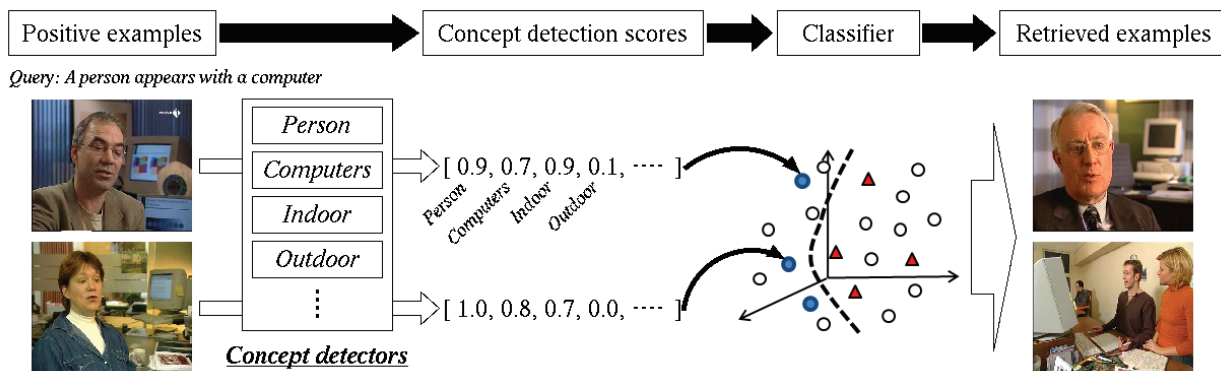 Positive examples
Concept detection scores
Classifier
Retrieved examples
Query: A person appears with a computer
Person
Computers
Indoor
Outdoor
[ 0.9, 0.7, 0.9, 0.1, ---- ]
Person
Computers
Indoor
Outdoor
[ 1.0, 0.8, 0.7, 0.0, ---- ]
Concept detectors